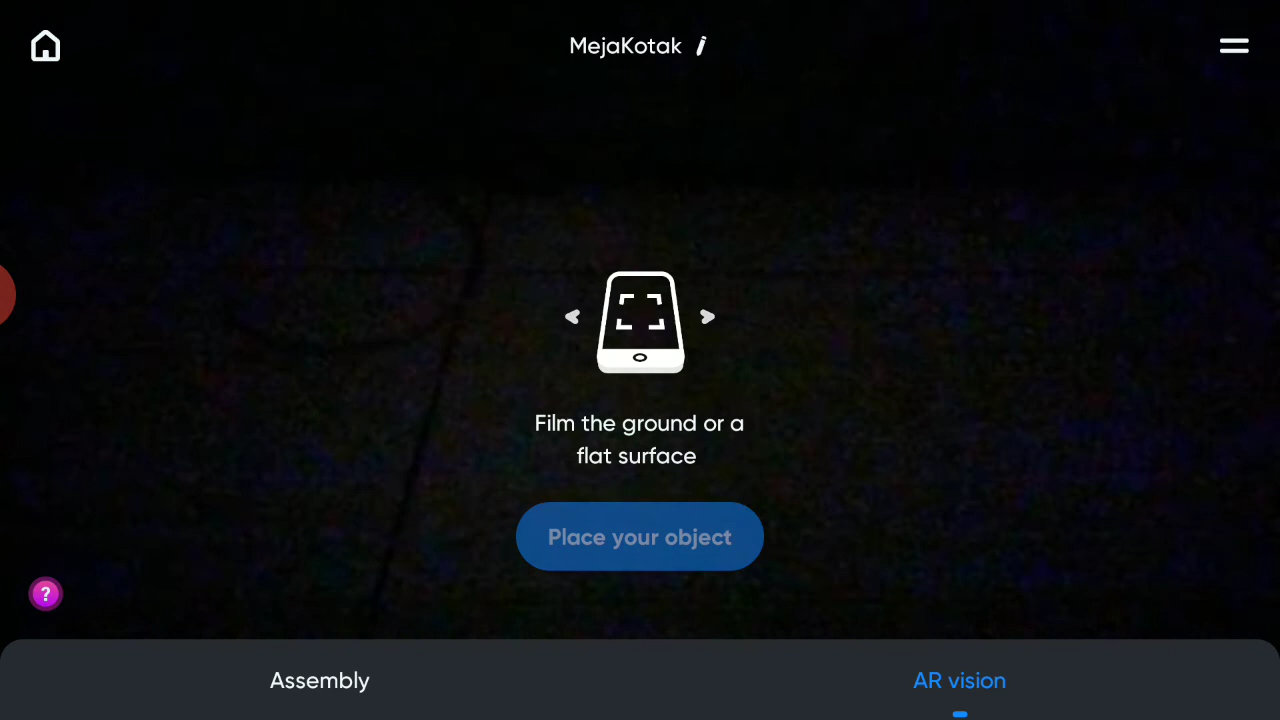 MejaKotak
Film the ground or a
flat surface
Place your object
?
Assembly
AR vision